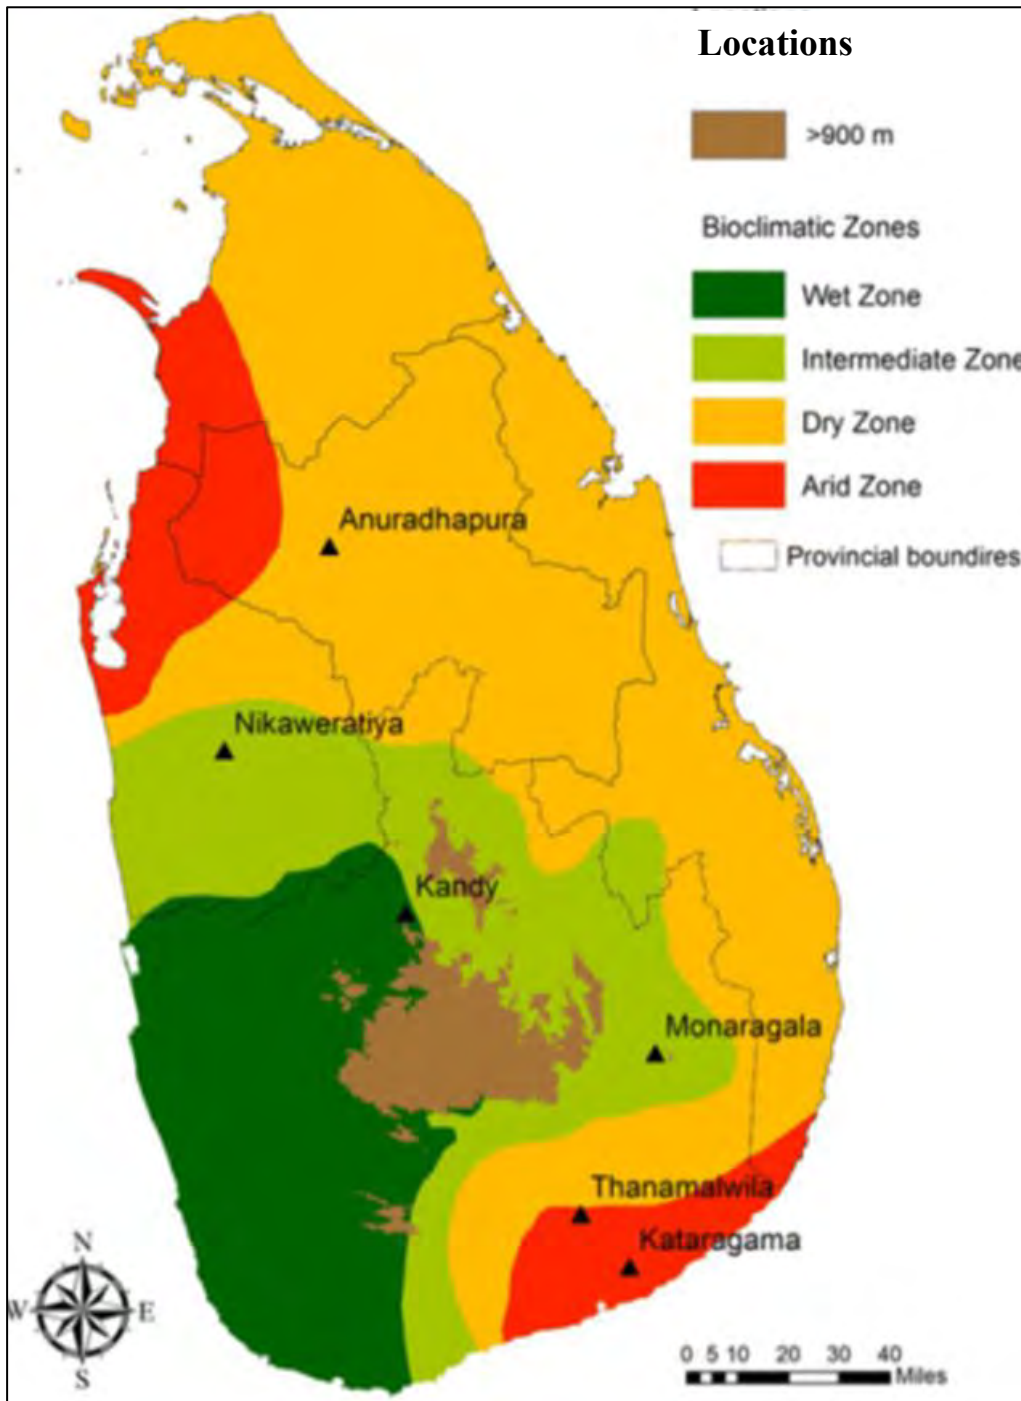 Locations
>900 m
Bioclimatic Zones
Wet Zone
Intermediate Zone
Dry Zone
Arid Zone
Provincial boundires
Anuradhapura
Nikaweratiya
Kandy
Monaragala
Thanamalwila
Kataragama
N
W E
S
0 5 10 20 30 40
Miles